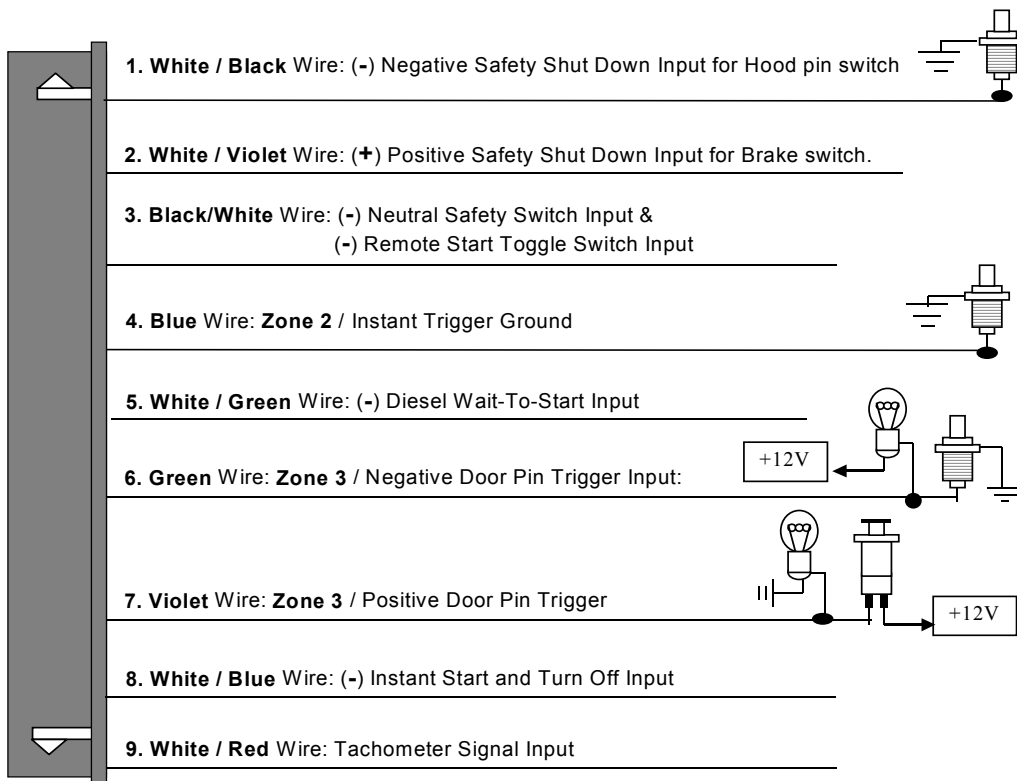 1. White / Black Wire: (-) Negative Safety Shut Down Input for Hood pin switch
2. White / Violet Wire: (+) Positive Safety Shut Down Input for Brake switch.
3. Black/White Wire: (-) Neutral Safety Switch Input &
(-) Remote Start Toggle Switch Input
4. Blue Wire: Zone 2 / Instant Trigger Ground
5. White / Green Wire: (-) Diesel Wait-To-Start Input
+12V
6. Green Wire: Zone 3 / Negative Door Pin Trigger Input:
7. Violet Wire: Zone 3 / Positive Door Pin Trigger
+12V
8. White / Blue Wire: (-) Instant Start and Turn Off Input
9. White / Red Wire: Tachometer Signal Input